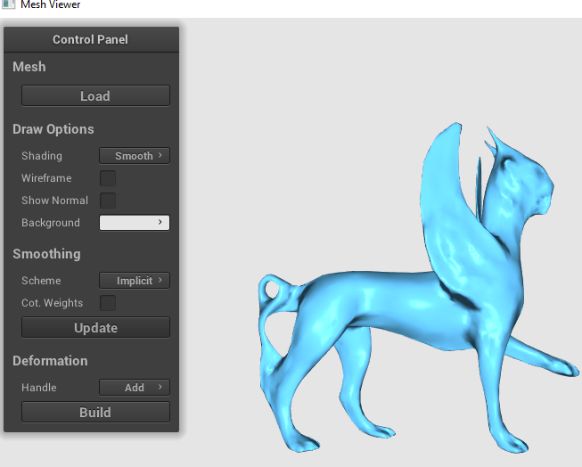 Mesh Viewer
Control Panel
Mesh
Load
Draw Options
Shading Smooth ›
Wireframe
Show Normal
Background ›
Smoothing
Scheme Implicit ›
Cot. Weights
Update
Deformation
Handle Add ›
Build